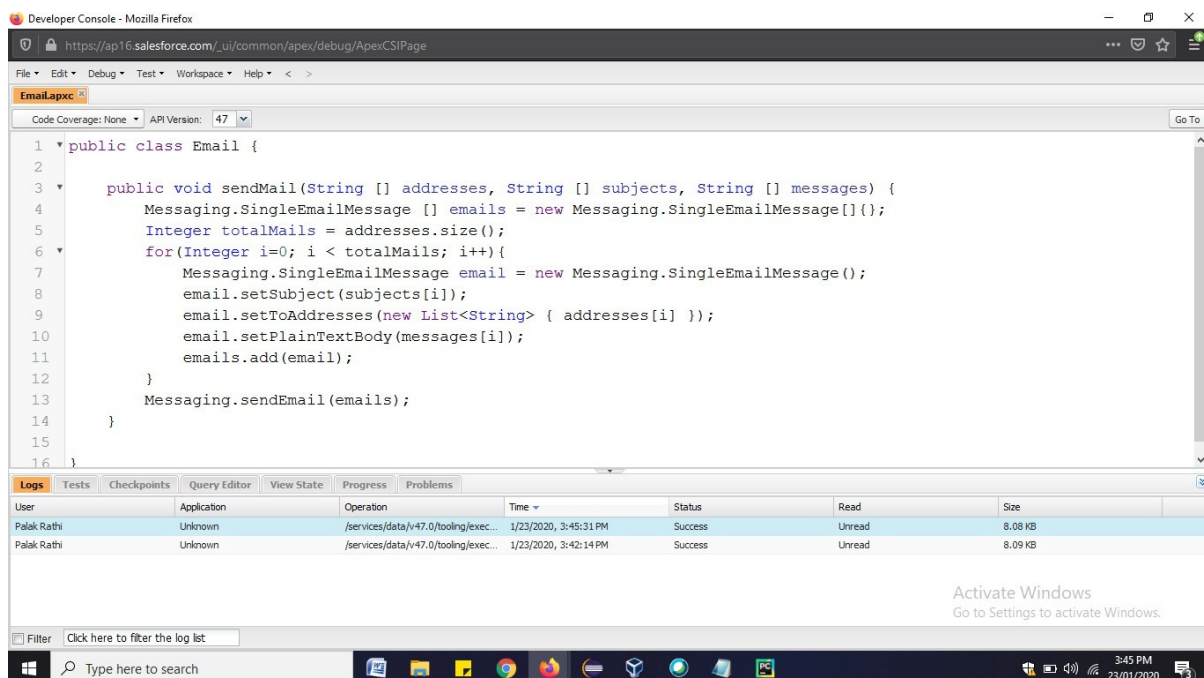 Developer Console - Mozilla Firefox
https://ap16.salesforce.com/_ui/common/apex/debug/ApexCSIPage
File Edit Debug Test Workspace Help < >
Email.apxc
Code Coverage: None API Version: 47 Go To
1 public class Email {
2
3 public void sendMail(String [] addresses, String [] subjects, String [] messages) {
4 Messaging.SingleEmailMessage [] emails = new Messaging.SingleEmailMessage[]{};
5 Integer totalMails = addresses.size();
6 for(Integer i=0; i < totalMails; i++){
7 Messaging.SingleEmailMessage email = new Messaging.SingleEmailMessage();
8 email.setSubject(subjects[i]);
9 email.setToAddresses(new List<String> { addresses[i] });
10 email.setPlainTextBody(messages[i]);
11 emails.add(email);
12 }
13 Messaging.sendEmail(emails);
14 }
15
16 }
Logs Tests Checkpoints Query Editor View State Progress Problems
User Application Operation Time Status Read Size
Palak Rathi Unknown /services/data/v47.0/tooling/exec... 1/23/2020, 3:45:31 PM Success Unread 8.08 KB
Palak Rathi Unknown /services/data/v47.0/tooling/exec... 1/23/2020, 3:42:14 PM Success Unread 8.09 KB
Activate Windows
Go to Settings to activate Windows.
Filter Click here to filter the log list
Type here to search
PC
3:45 PM
23/01/2020